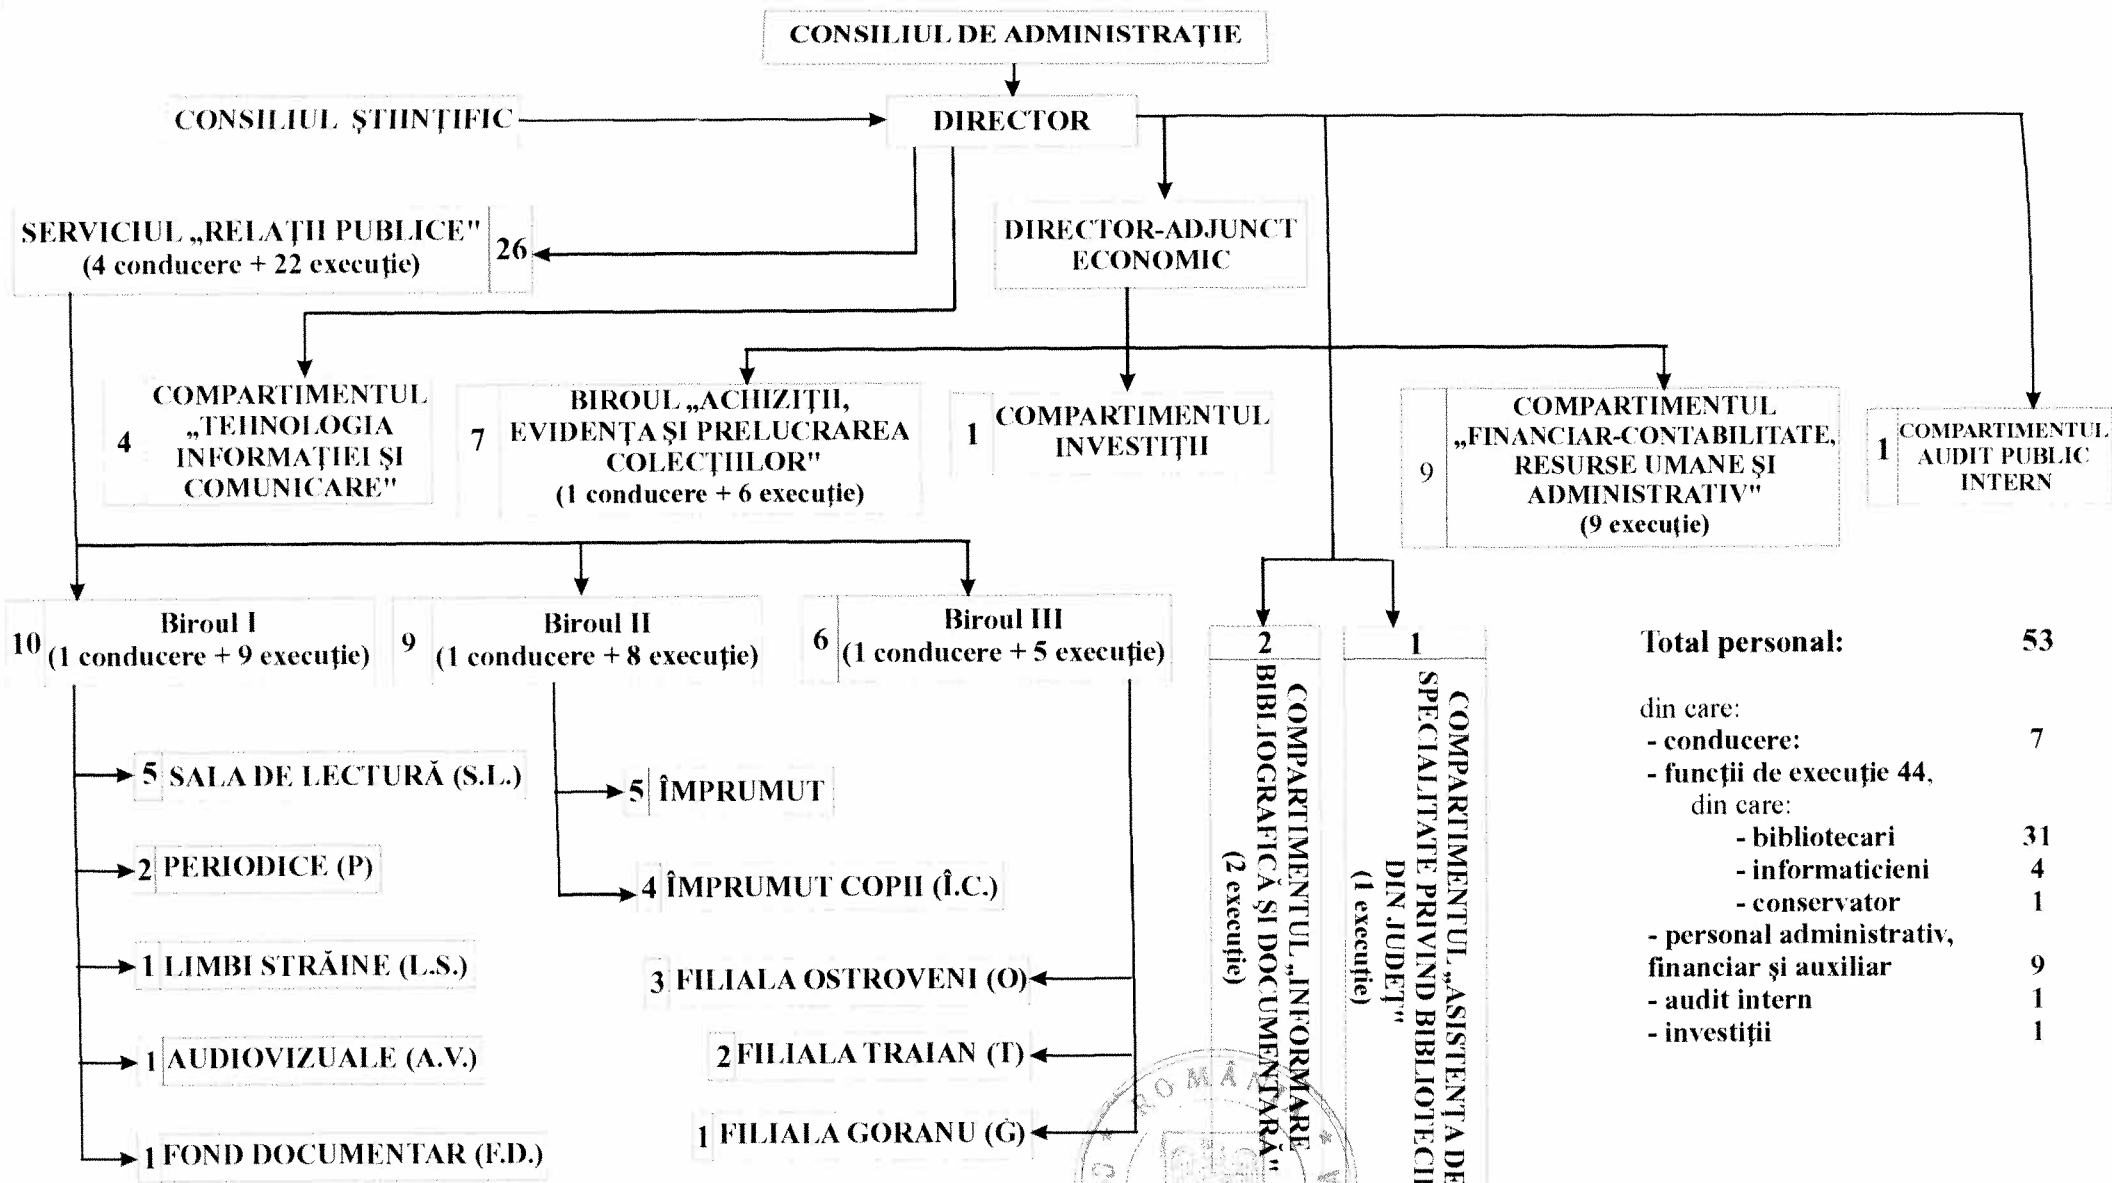 CONSILIUL DE ADMINISTRAȚIE
CONSILIUL ȘTIINȚIFIC
DIRECTOR
SERVICIUL „RELAȚII PUBLICE"
(4 conducere + 22 execuție)
26
DIRECTOR-ADJUNCT
ECONOMIC
4
COMPARTIMENTUL
„TEHNOLOGIA
INFORMAȚIEI ȘI
COMUNICARE"
7
BIROUL „ACHIZIȚII,
EVIDENȚA ȘI PRELUCRAREA
COLECȚIILOR"
(1 conducere + 6 execuție)
1
COMPARTIMENTUL
INVESTIȚII
9
COMPARTIMENTUL
„FINANCIAR-CONTABILITATE,
RESURSE UMANE ȘI
ADMINISTRATIV"
(9 execuție)
1
COMPARTIMENTUL
AUDIT PUBLIC
INTERN
10
Biroul I
(1 conducere + 9 execuție)
9
Biroul II
(1 conducere + 8 execuție)
6
Biroul III
(1 conducere + 5 execuție)
5 SALA DE LECTURĂ (S.L.)
2 PERIODICE (P)
1 LIMBI STRĂINE (L.S.)
1 AUDIOVIZUALE (A.V.)
1 FOND DOCUMENTAR (F.D.)
5 ÎMPRUMUT
4 ÎMPRUMUT COPII (Î.C.)
3 FILIALA OSTROVENI (O)
2 FILIALA TRAIAN (T)
1 FILIALA GORANU (G)
2
COMPARTIMENTUL „INFORMARE
BIBLIOGRAFICĂ ȘI DOCUMENTARĂ"
(2 execuție)
1
COMPARTIMENTUL „ASISTENȚA DE
SPECIALITATE PRIVIND BIBLIOTECII
DIN JUDEȚ"
(1 execuție)
Total personal: 53
din care:
- conducere: 7
- funcții de execuție 44,
din care:
- bibliotecari 31
- informaticieni 4
- conservator 1
- personal administrativ,
financiar și auxiliar 9
- audit intern 1
- investiții 1
ROMÂNIA